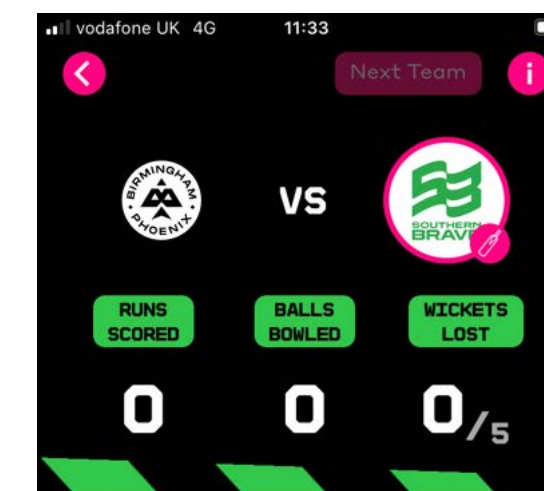 vodafone UK 4G 11:33
Next Team i
BIRMINGHAM PHOENIX
VS
SOUTHERN
BRAVE
RUNS SCORED
BALLS BOWLED
WICKETS LOST
0 0 0/5